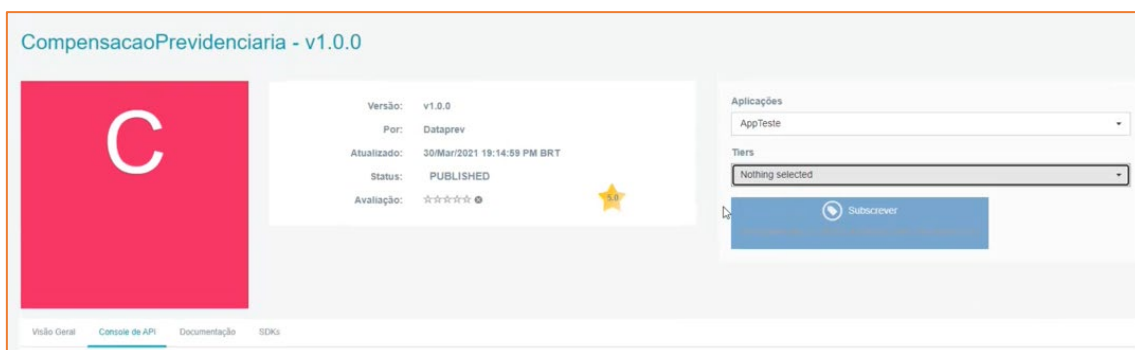 CompensacaoPrevidenciaria - v1.0.0
C
Versão: v1.0.0
Por: Dataprev
Atualizado: 30/Mar/2021 19:14:59 PM BRT
Status: PUBLISHED
Avaliação:
5.0
Aplicações
AppTeste
Tiers
Nothing selected
Subscrever
Visão Geral Console de API Documentação SDKs